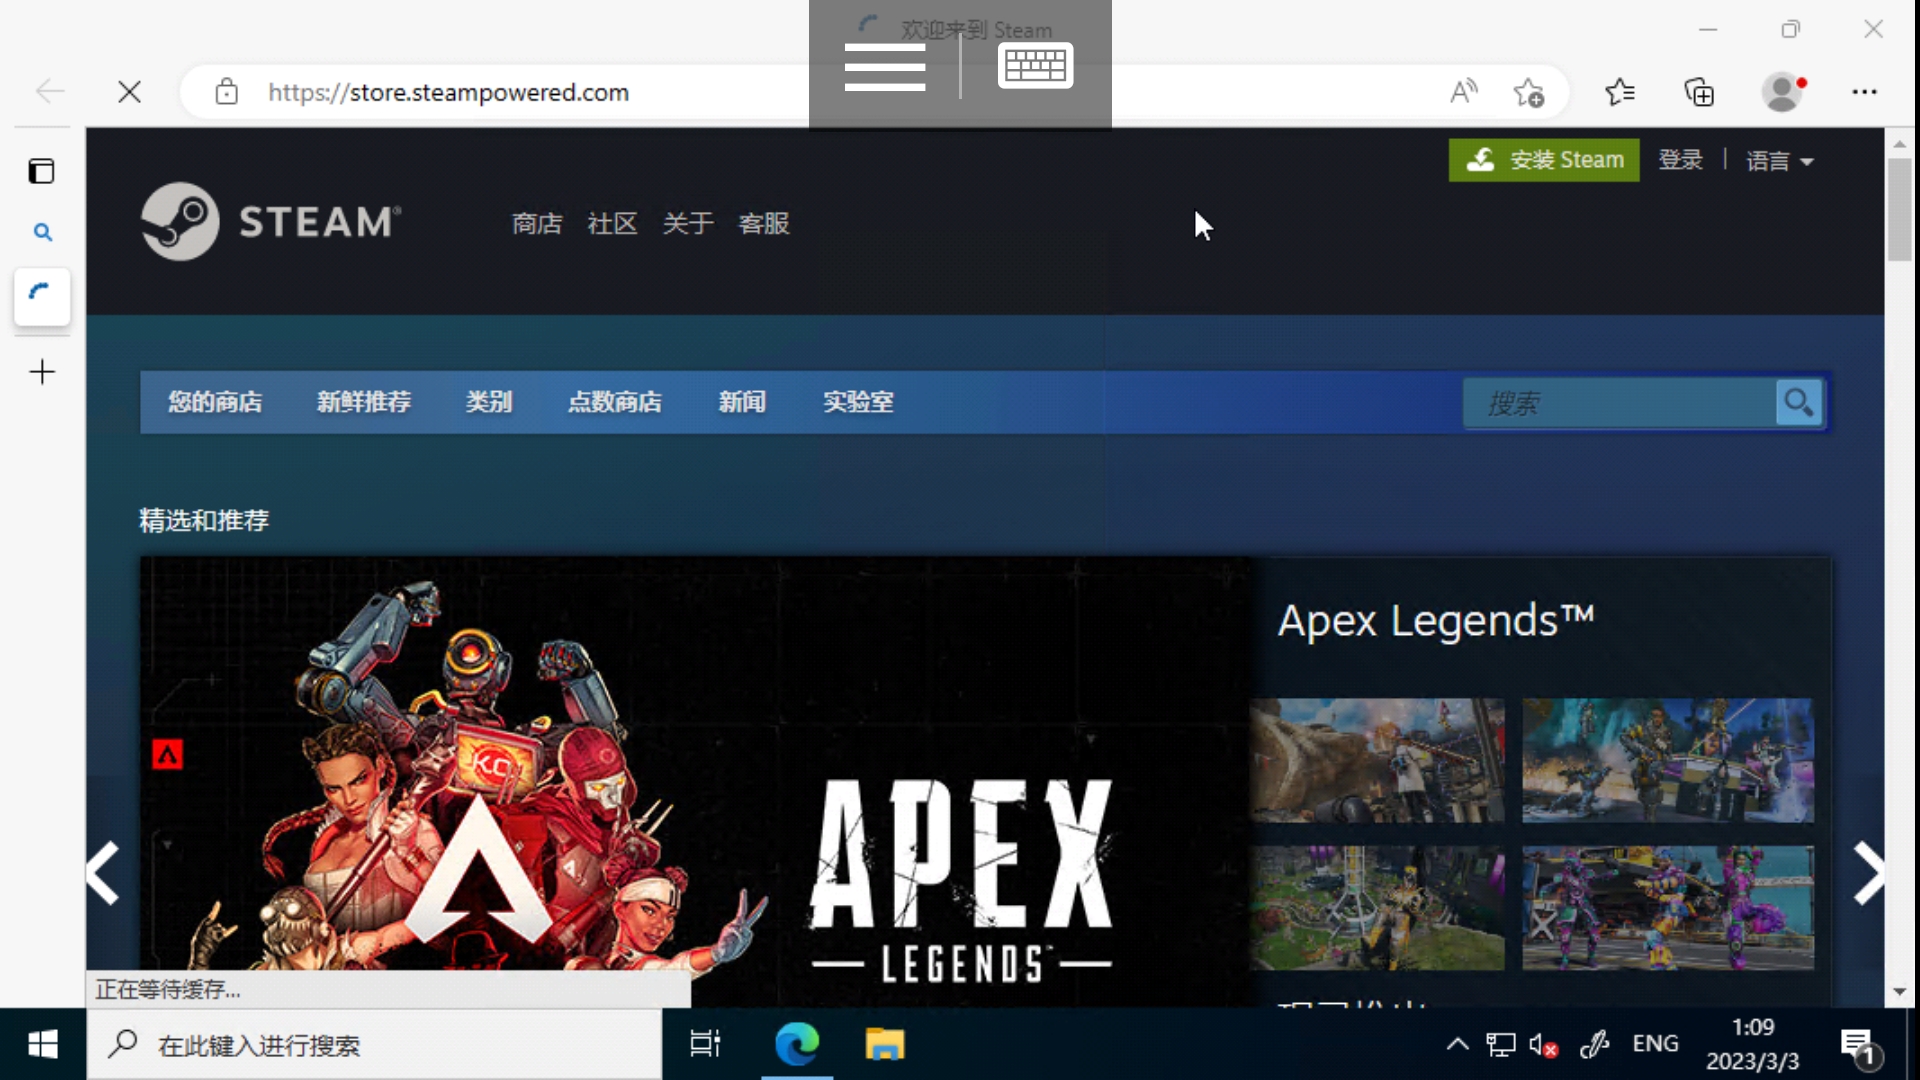 欢迎来到 Steam
https://store.steampowered.com
安装 Steam
登录
语言
STEAM®
商店 社区 关于 客服
您的商店 新鲜推荐 类别 点数商店 新闻 实验室
搜索
精选和推荐
Apex Legends™
KO
APEX
LEGENDS™
正在等待缓存...
在此键入进行搜索
ENG
1:09
2023/3/3
1